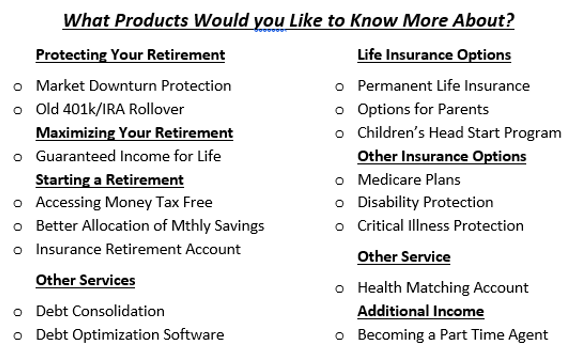 What Products Would you Like to Know More About?
Protecting Your Retirement
o Market Downturn Protection
o Old 401k/IRA Rollover
Maximizing Your Retirement
o Guaranteed Income for Life
Starting a Retirement
o Accessing Money Tax Free
o Better Allocation of Mthly Savings
o Insurance Retirement Account
Other Services
o Debt Consolidation
o Debt Optimization Software
Life Insurance Options
o Permanent Life Insurance
o Options for Parents
o Children’s Head Start Program
Other Insurance Options
o Medicare Plans
o Disability Protection
o Critical Illness Protection
Other Service
o Health Matching Account
Additional Income
o Becoming a Part Time Agent